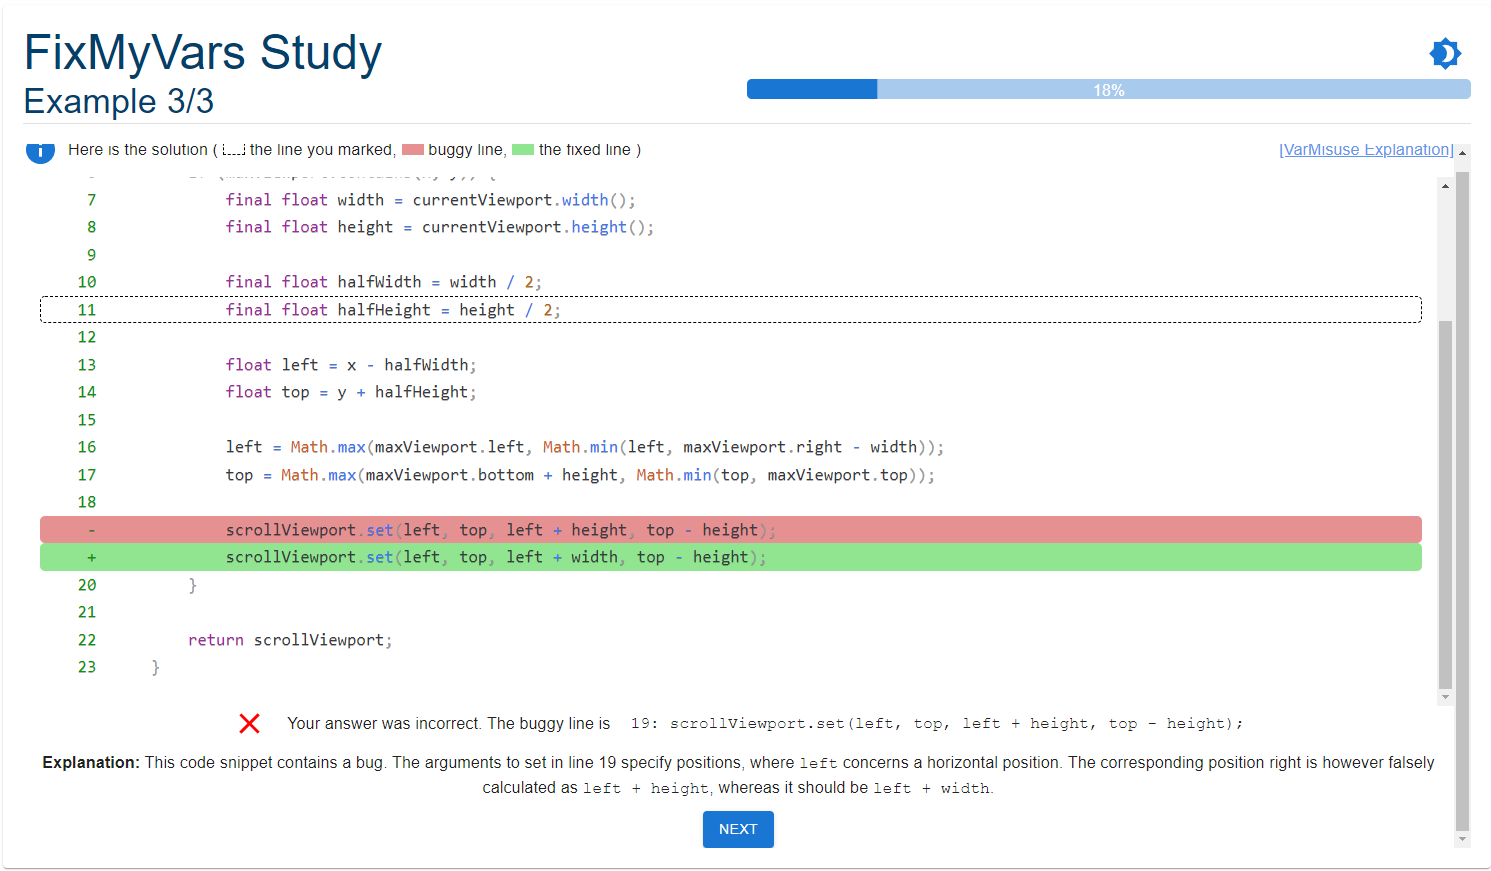 FixMyVars Study
Example 3/3
18%
i Here is the solution ( the line you marked, buggy line, the fixed line )
[VarMisuse Explanation]
7 final float width = currentViewport.width();
8 final float height = currentViewport.height();
9
10 final float halfWidth = width / 2;
11 final float halfHeight = height / 2;
12
13 float left = x - halfWidth;
14 float top = y + halfHeight;
15
16 left = Math.max(maxViewport.left, Math.min(left, maxViewport.right - width));
17 top = Math.max(maxViewport.bottom + height, Math.min(top, maxViewport.top));
18
- scrollViewport.set(left, top, left + height, top - height);
+ scrollViewport.set(left, top, left + width, top - height);
20 }
21
22 return scrollViewport;
23 }
Your answer was incorrect. The buggy line is 19: scrollViewport.set(left, top, left + height, top - height);
Explanation: This code snippet contains a bug. The arguments to set in line 19 specify positions, where left concerns a horizontal position. The corresponding position right is however falsely
calculated as left + height, whereas it should be left + width.
NEXT